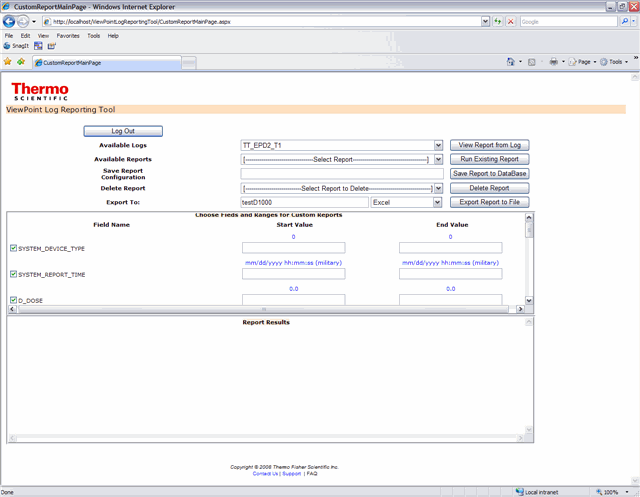 CustomReportMainPage - Windows Internet Explorer
http://localhost/ViewPointLogReportingTool/CustomReportMainPage.aspx
Google
File Edit View Favorites Tools Help
SnagIt
CustomReportMainPage
Page Tools
Thermo
SCIENTIFIC
ViewPoint Log Reporting Tool
Log Out
Available Logs TT_EPD2_T1 View Report from Log
Available Reports [----Select Report----] Run Existing Report
Save Report Configuration Save Report to DataBase
Delete Report [----Select Report to Delete----] Delete Report
Export To: testD1000 Excel Export Report to File
Choose Fieds and Ranges for Custom Reports
Field Name Start Value End Value
0 0
SYSTEM_DEVICE_TYPE
mm/dd/yyyy hh:mm:ss (military) mm/dd/yyyy hh:mm:ss (military)
SYSTEM_REPORT_TIME
0.0 0.0
D_DOSE
Report Results
Copyright © 2008 Thermo Fisher Scientific Inc.
Contact Us | Support | FAQ
Done Local intranet 100%